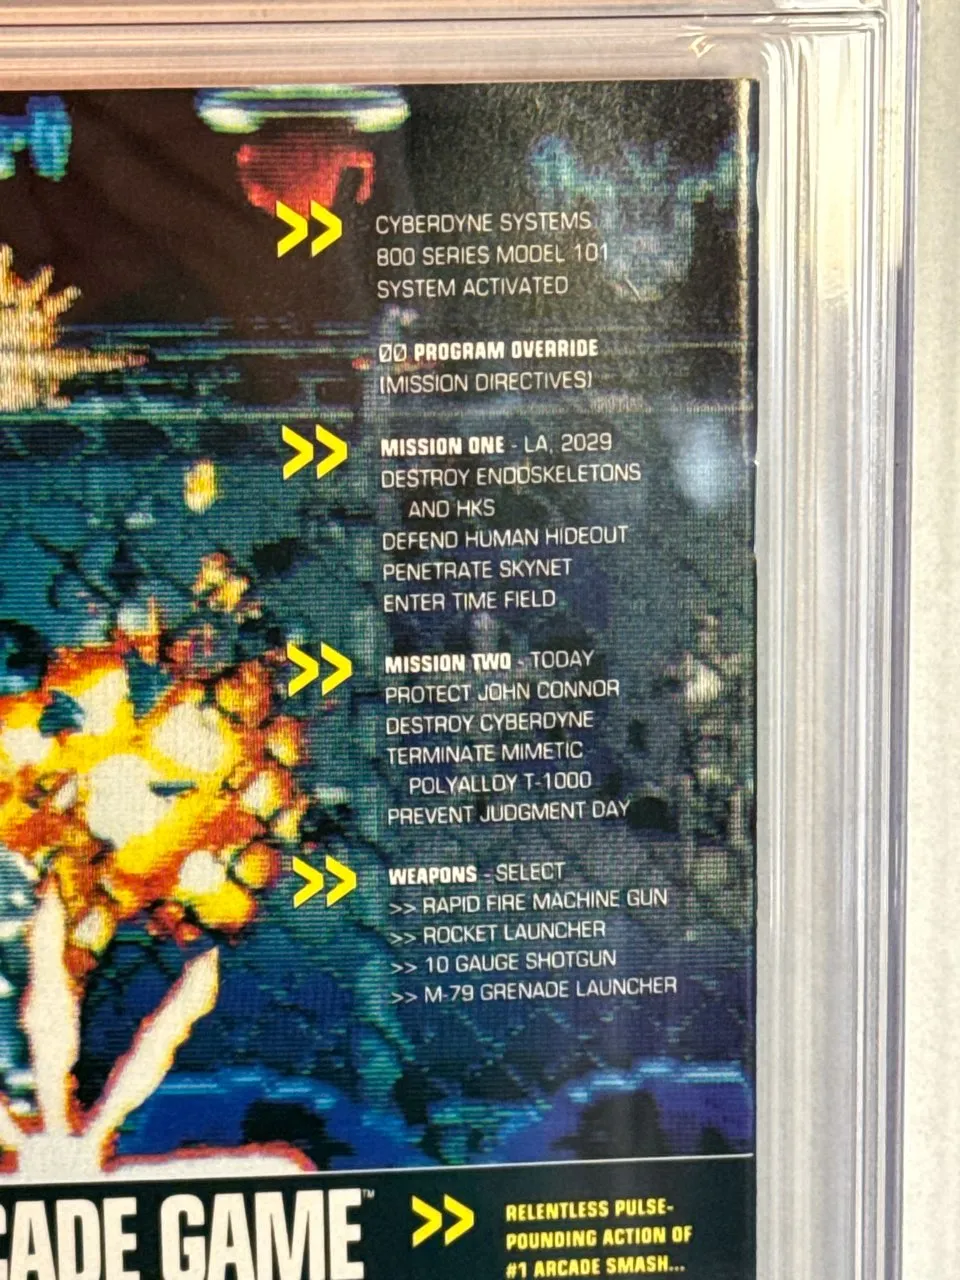 >> CYBERDYNE SYSTEMS
800 SERIES MODEL 101
SYSTEM ACTIVATED
00 PROGRAM OVERRIDE
(MISSION DIRECTIVES)
>> MISSION ONE - LA, 2029
DESTROY ENDOSKELETONS
AND HKS
DEFEND HUMAN HIDEOUT
PENETRATE SKYNET
ENTER TIME FIELD
>> MISSION TWO - TODAY
PROTECT JOHN CONNOR
DESTROY CYBERDYNE
TERMINATE MIMETIC
POLYALLOY T-1000
PREVENT JUDGMENT DAY
>> WEAPONS - SELECT
>> RAPID FIRE MACHINE GUN
>> ROCKET LAUNCHER
>> 10 GAUGE SHOTGUN
>> M-79 GRENADE LAUNCHER
CADE GAME™
>> RELENTLESS PULSE-
POUNDING ACTION OF
#1 ARCADE SMASH...